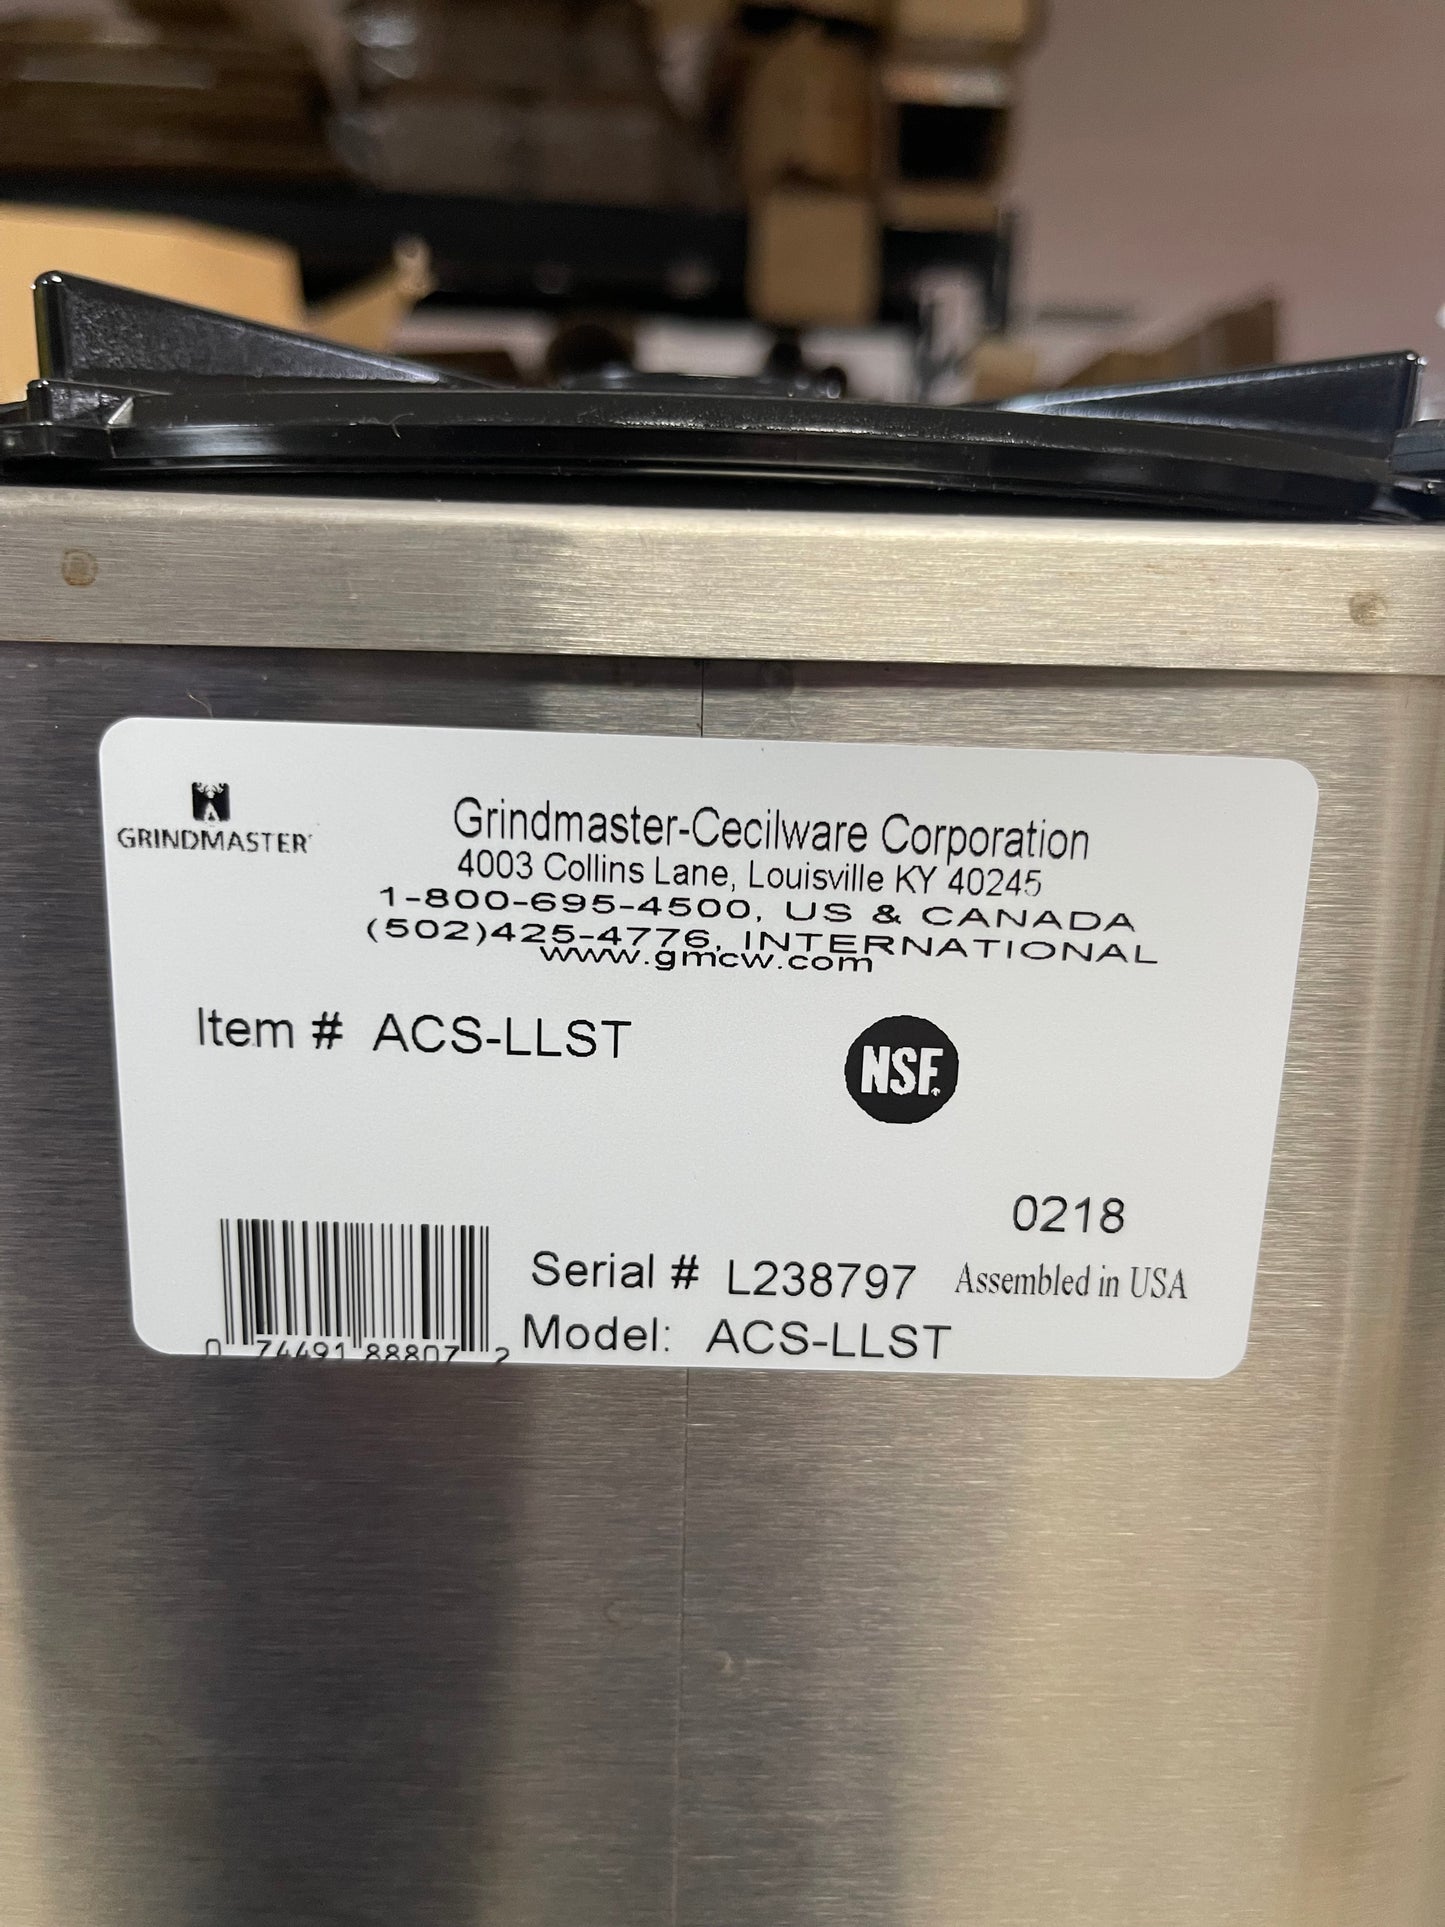 GRINDMASTER
Grindmaster-Cecilware Corporation
4003 Collins Lane, Louisville KY 40245
1-800-695-4500, US & CANADA
(502)425-4776, INTERNATIONAL
www.gmcw.com
Item # ACS-LLST
NSF.
0218
Serial # L238797 Assembled in USA
Model: ACS-LLST
0 74491 88807 2